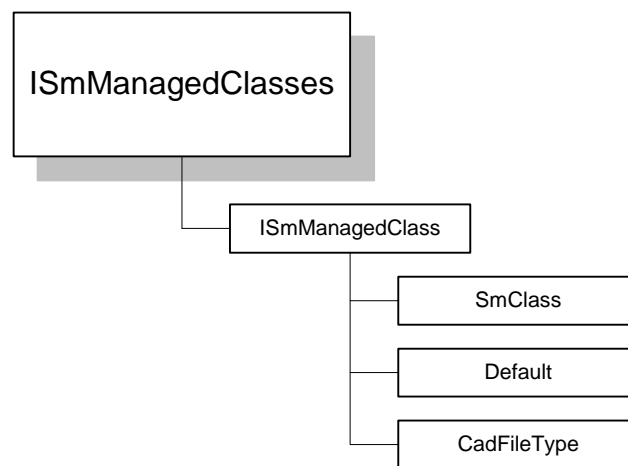 ISmManagedClasses
ISmManagedClass
SmClass
Default
CadFileType